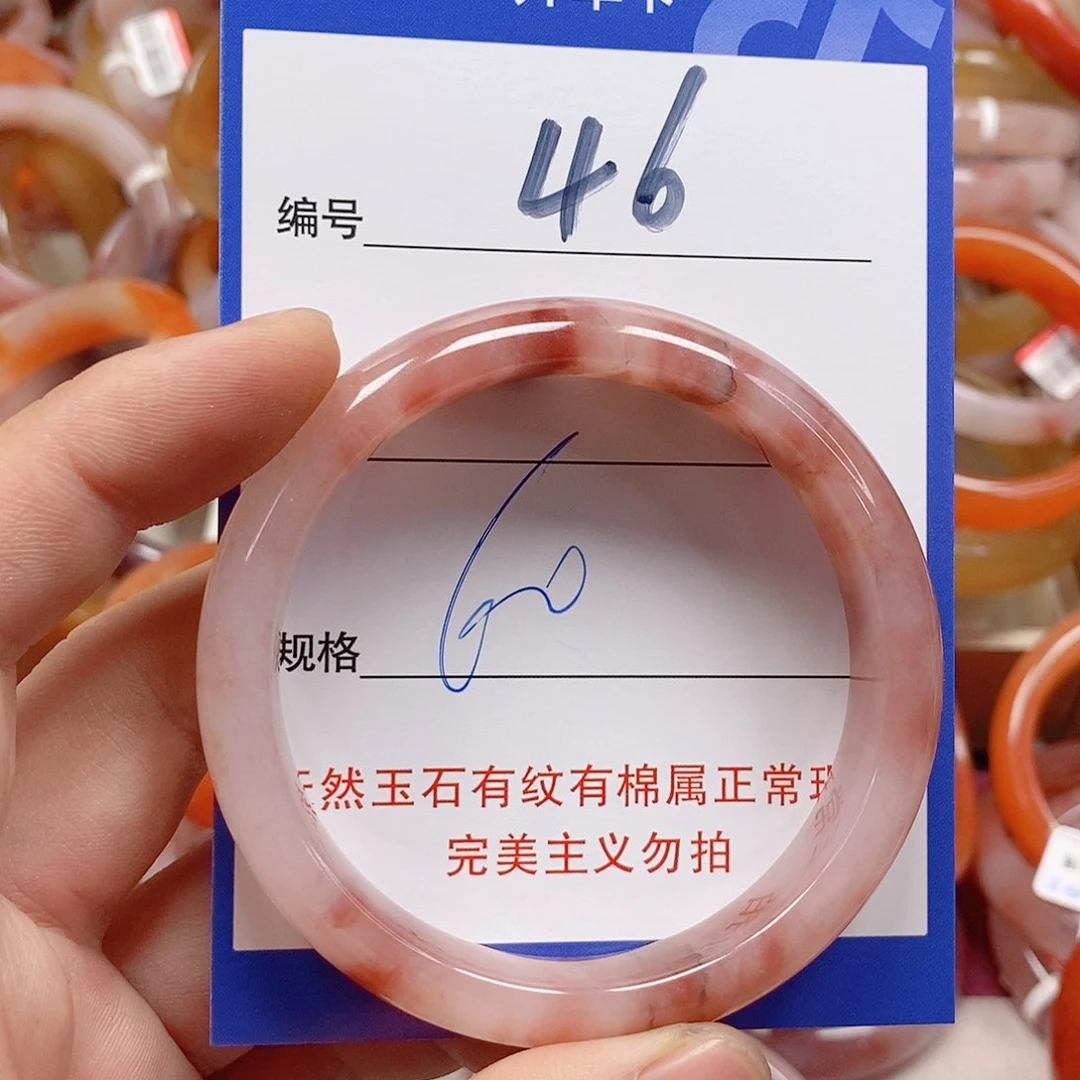 编号 46
规格 60
然玉石有纹有棉属正常现
完美主义勿拍